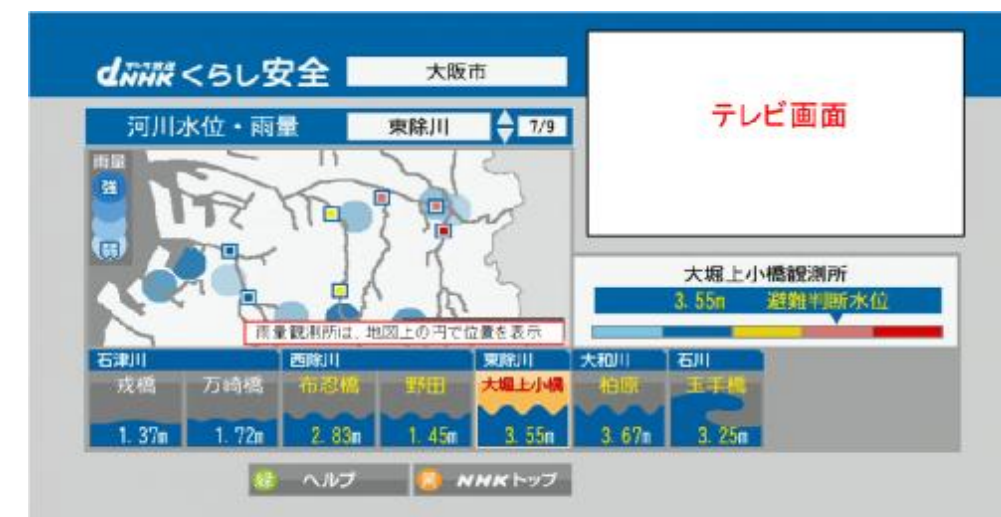 dNHK くらし安全
大阪市
テレビ画面
河川水位・雨量
東除川
7/9
雨量
強
弱
雨量観測所は、地図上の円で位置を表示
大堀上小橋観測所
3.55m 避難判断水位
石津川 西除川 東除川 大和川 石川
戎橋 万崎橋 布忍橋 野田 大堀上小橋 柏原 玉手橋
1.37m 1.72m 2.83m 1.45m 3.55m 3.67m 3.25m
緑 ヘルプ
黄 NHKトップ